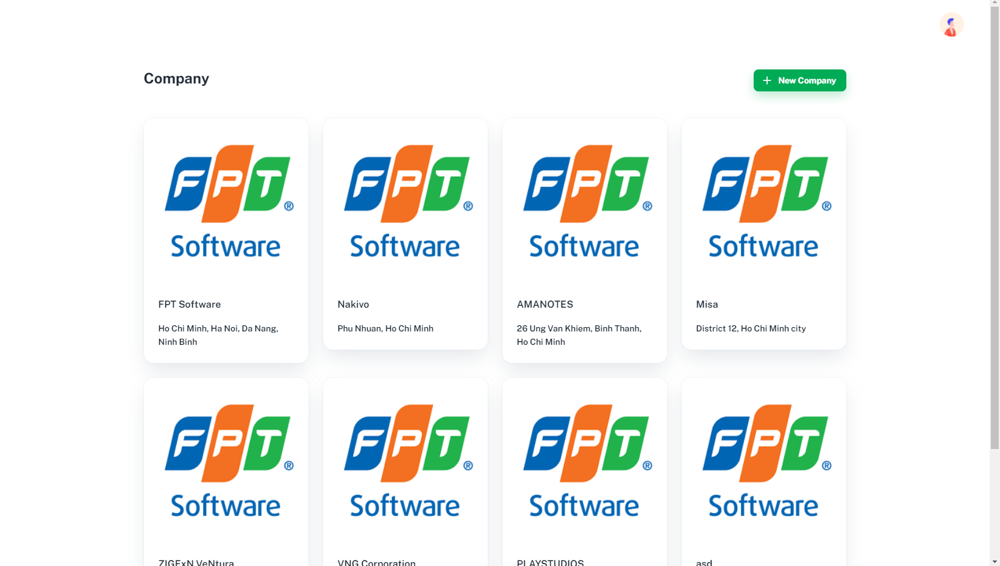 Company
New Company
FPT®
Software
FPT®
Software
FPT®
Software
FPT®
Software
FPT Software
Ho Chi Minh, Ha Noi, Da Nang,
Ninh Binh
Nakivo
Phu Nhuan, Ho Chi Minh
AMANOTES
26 Ung Van Khiem, Binh Thanh,
Ho Chi Minh
Misa
District 12, Ho Chi Minh city
FPT®
Software
FPT®
Software
FPT®
Software
FPT®
Software
ZIGExN VeNtura
VNG Corporation
PLAYSTUDIOS
asd